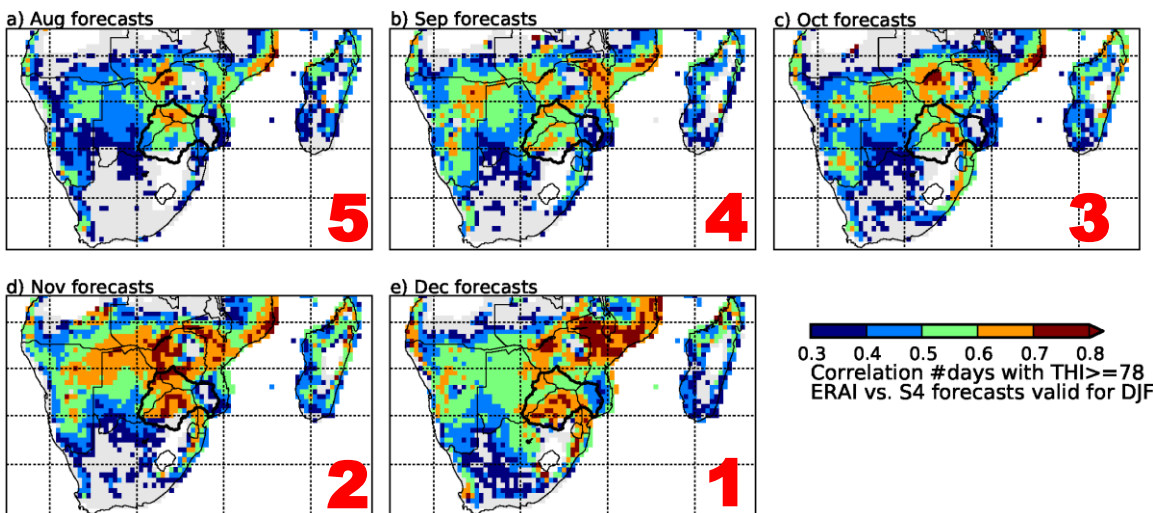 a) Aug forecasts
b) Sep forecasts
c) Oct forecasts
5
4
3
d) Nov forecasts
e) Dec forecasts
0.3 0.4 0.5 0.6 0.7 0.8
Correlation #days with THI>=78
ERAI vs. S4 forecasts valid for DJF
2
1